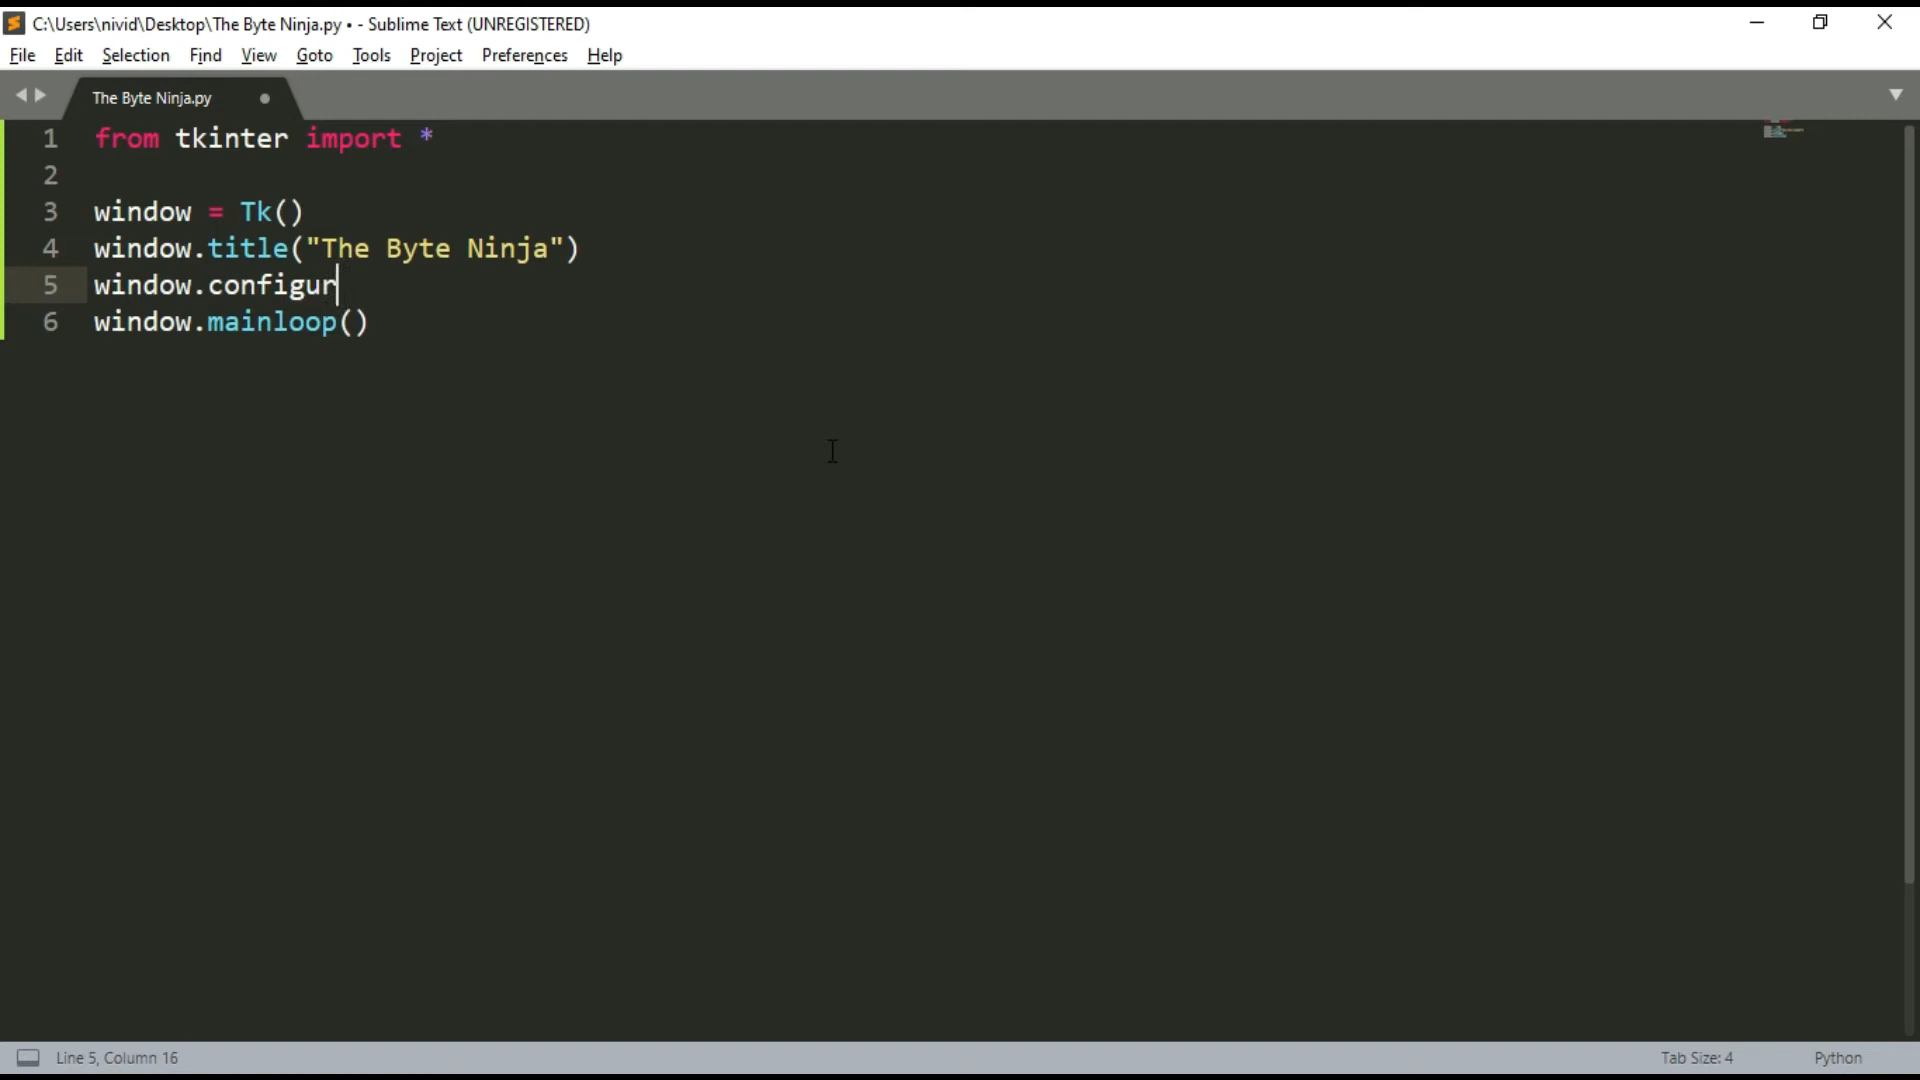 C:\Users\nivid\Desktop\The Byte Ninja.py • - Sublime Text (UNREGISTERED)
File Edit Selection Find View Goto Tools Project Preferences Help
The Byte Ninja.py
1 from tkinter import *
2
3 window = Tk()
4 window.title("The Byte Ninja")
5 window.configur
6 window.mainloop()
Line 5, Column 16 Tab Size: 4 Python